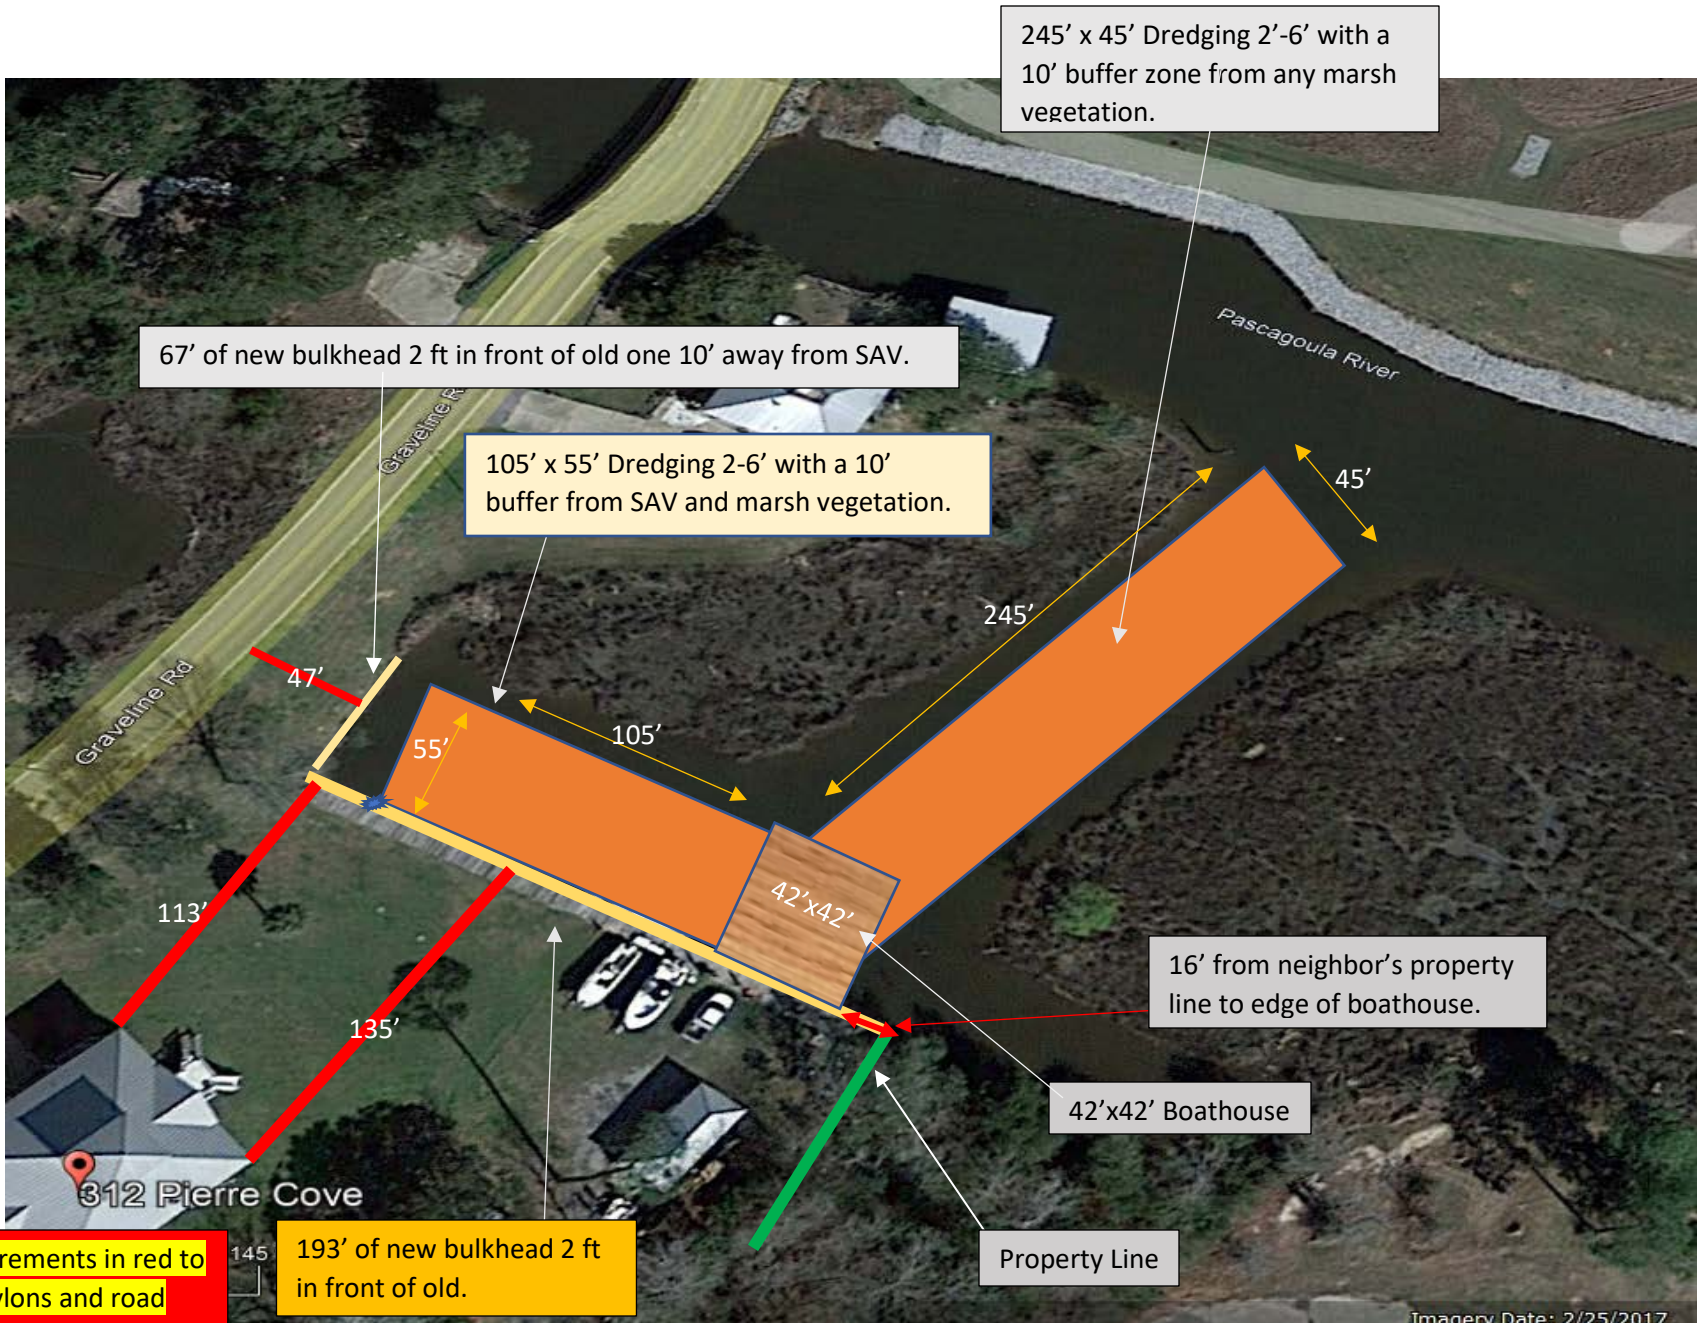 245’ x 45’ Dredging 2’-6’ with a
10’ buffer zone from any marsh
vegetation.
Pascagoula River
67’ of new bulkhead 2 ft in front of old one 10’ away from SAV.
Graveline R
105’ x 55’ Dredging 2-6’ with a 10’
buffer from SAV and marsh vegetation.
45’
245’
47’
Graveline Rd
105’
55’
42’x42’
113’
135’
16’ from neighbor’s property
line to edge of boathouse.
42’x42’ Boathouse
312 Pierre Cove
193’ of new bulkhead 2 ft
in front of old.
Property Line
rements in red to
ylons and road
145
Imagery Date: 2/25/2017